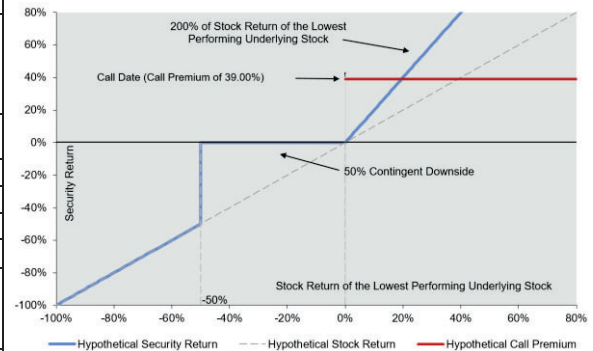 80%
60%
40%
20%
0%
-20%
-40%
-60%
-80%
-100%
Security Return
200% of Stock Return of the Lowest
Performing Underlying Stock
Call Date (Call Premium of 39.00%)
50% Contingent Downside
Stock Return of the Lowest Performing Underlying Stock
-50%
-100% -80% -60% -40% -20% 0% 20% 40% 60% 80%
Hypothetical Security Return Hypothetical Stock Return Hypothetical Call Premium